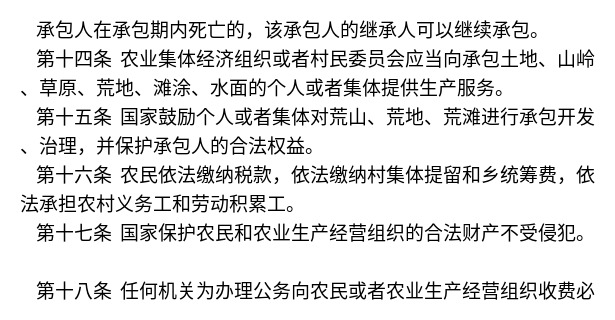 承包人在承包期内死亡的，该承包人的继承人可以继续承包。
第十四条 农业集体经济组织或者村民委员会应当向承包土地、山岭
、草原、荒地、滩涂、水面的个人或者集体提供生产服务。
第十五条 国家鼓励个人或者集体对荒山、荒地、荒滩进行承包开发
、治理，并保护承包人的合法权益。
第十六条 农民依法缴纳税款，依法缴纳村集体提留和乡统筹费，依
法承担农村义务工和劳动积累工。
第十七条 国家保护农民和农业生产经营组织的合法财产不受侵犯。
第十八条 任何机关为办理公务向农民或者农业生产经营组织收费必